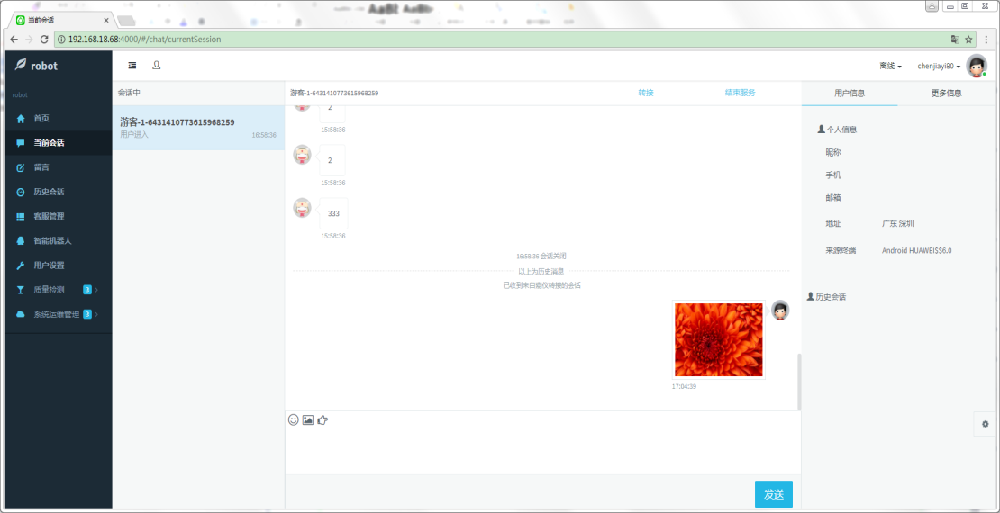 当前会话
192.168.18.68:4000/#/chat/currentSession
robot
离线
chenjiayi80
robot
首页
当前会话
留言
历史会话
客服管理
智能机器人
用户设置
质量检测 3
系统运维管理 3
会话中
游客-1-6431410773615968259
用户进入 16:58:36
游客-1-6431410773615968259 转接 结束服务
2
15:58:36
2
15:58:36
333
15:58:36
16:58:36 会话关闭
以上为历史消息
已收到来自嘉仪转接的会话
17:04:39
发送
用户信息 更多信息
个人信息
昵称
手机
邮箱
地址 广东 深圳
来源终端 Android HUAWEI$$6.0
历史会话